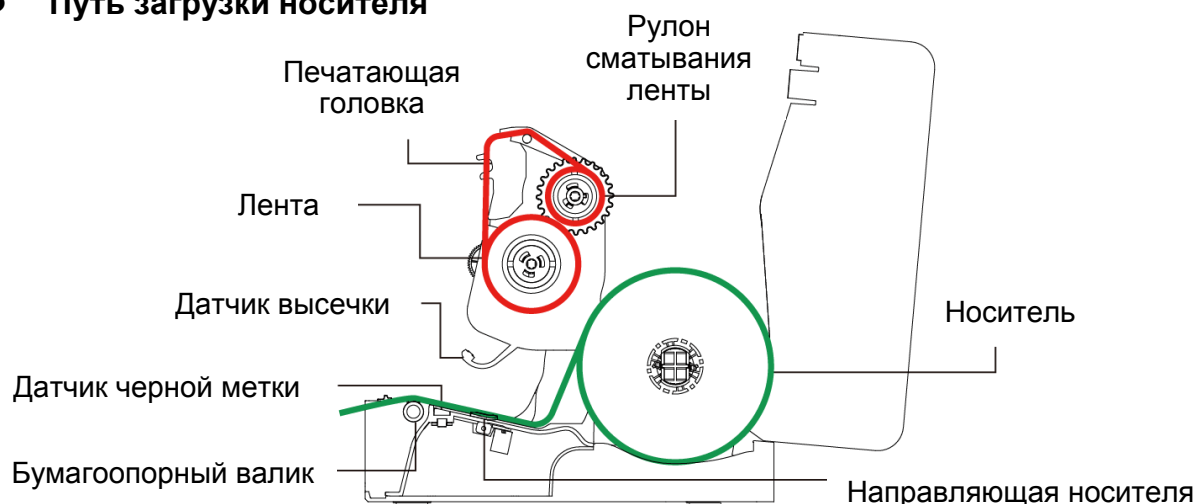 Путь загрузки носителя
Рулон
сматывания
ленты
Печатающая
головка
Лента
Датчик высечки
Носитель
Датчик черной метки
Бумагоопорный валик
Направляющая носителя